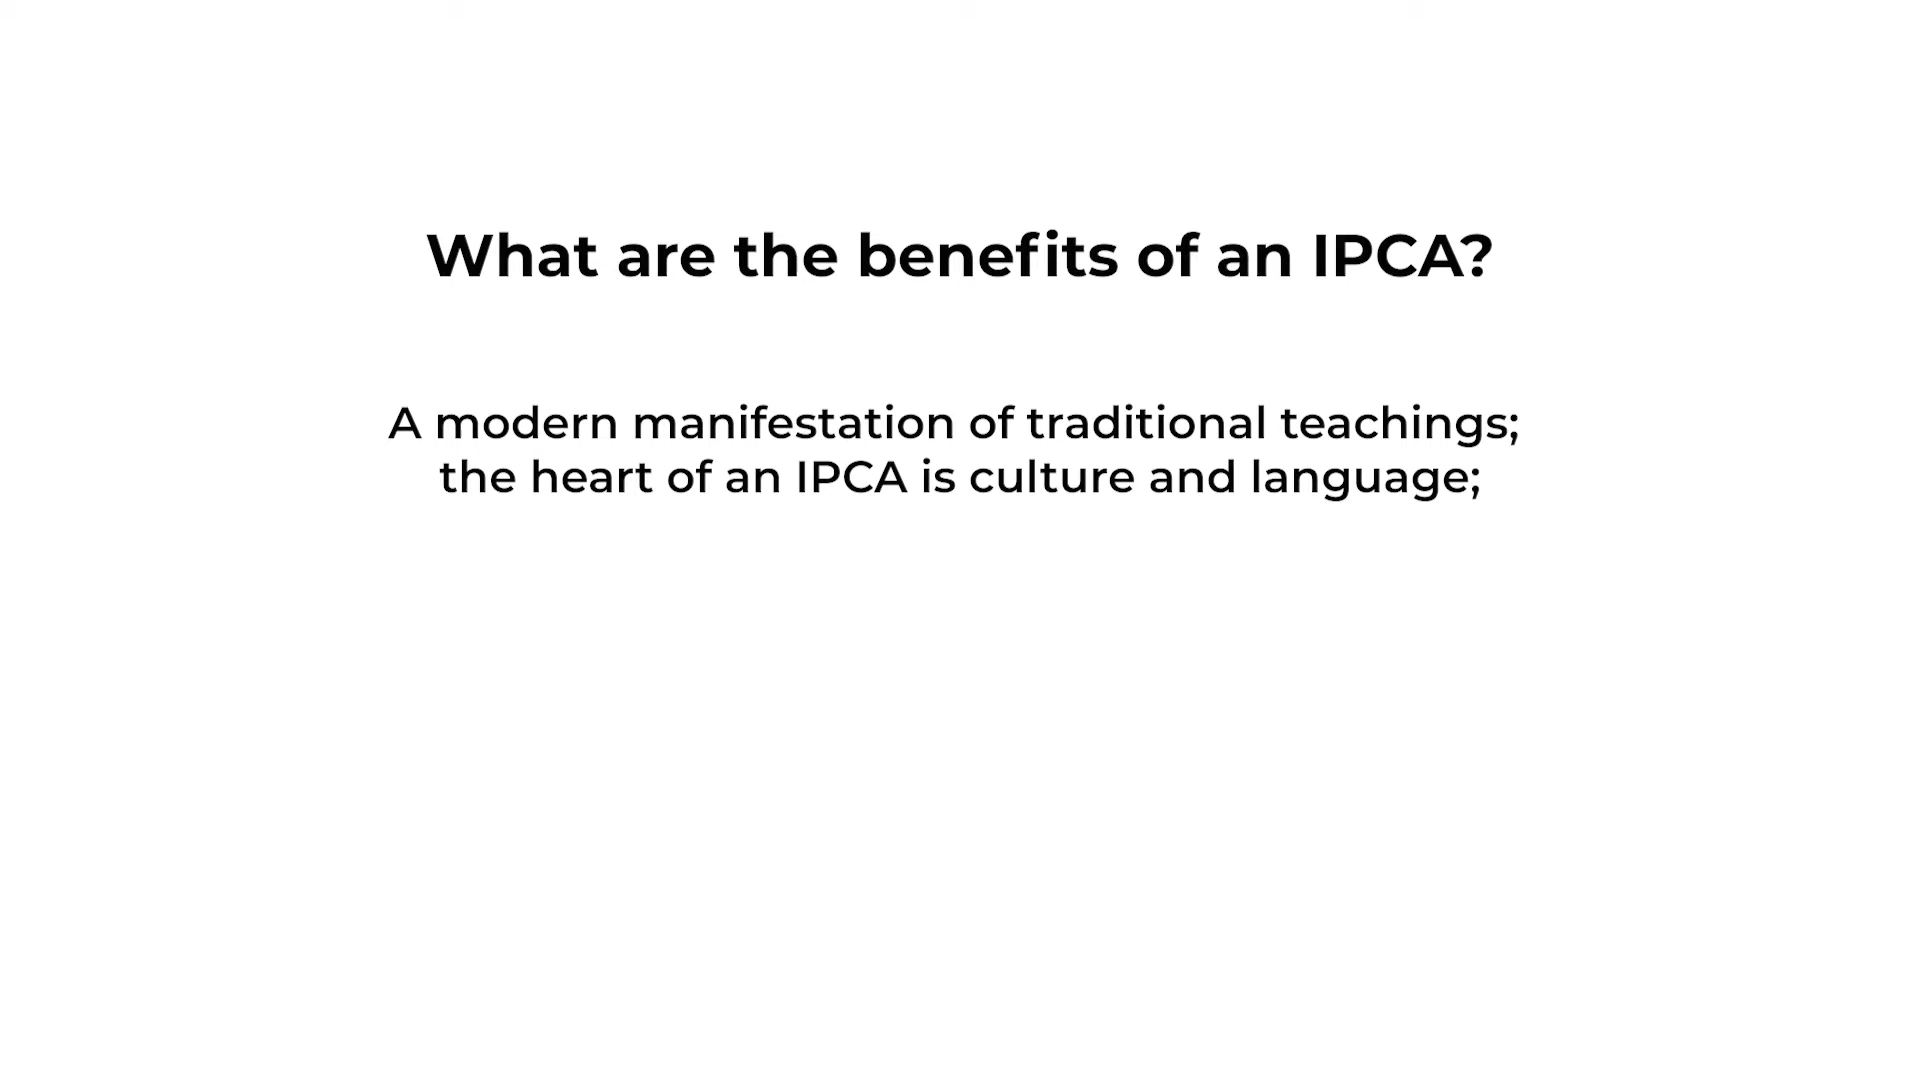 What are the benefits of an IPCA?
A modern manifestation of traditional teachings;
the heart of an IPCA is culture and language;